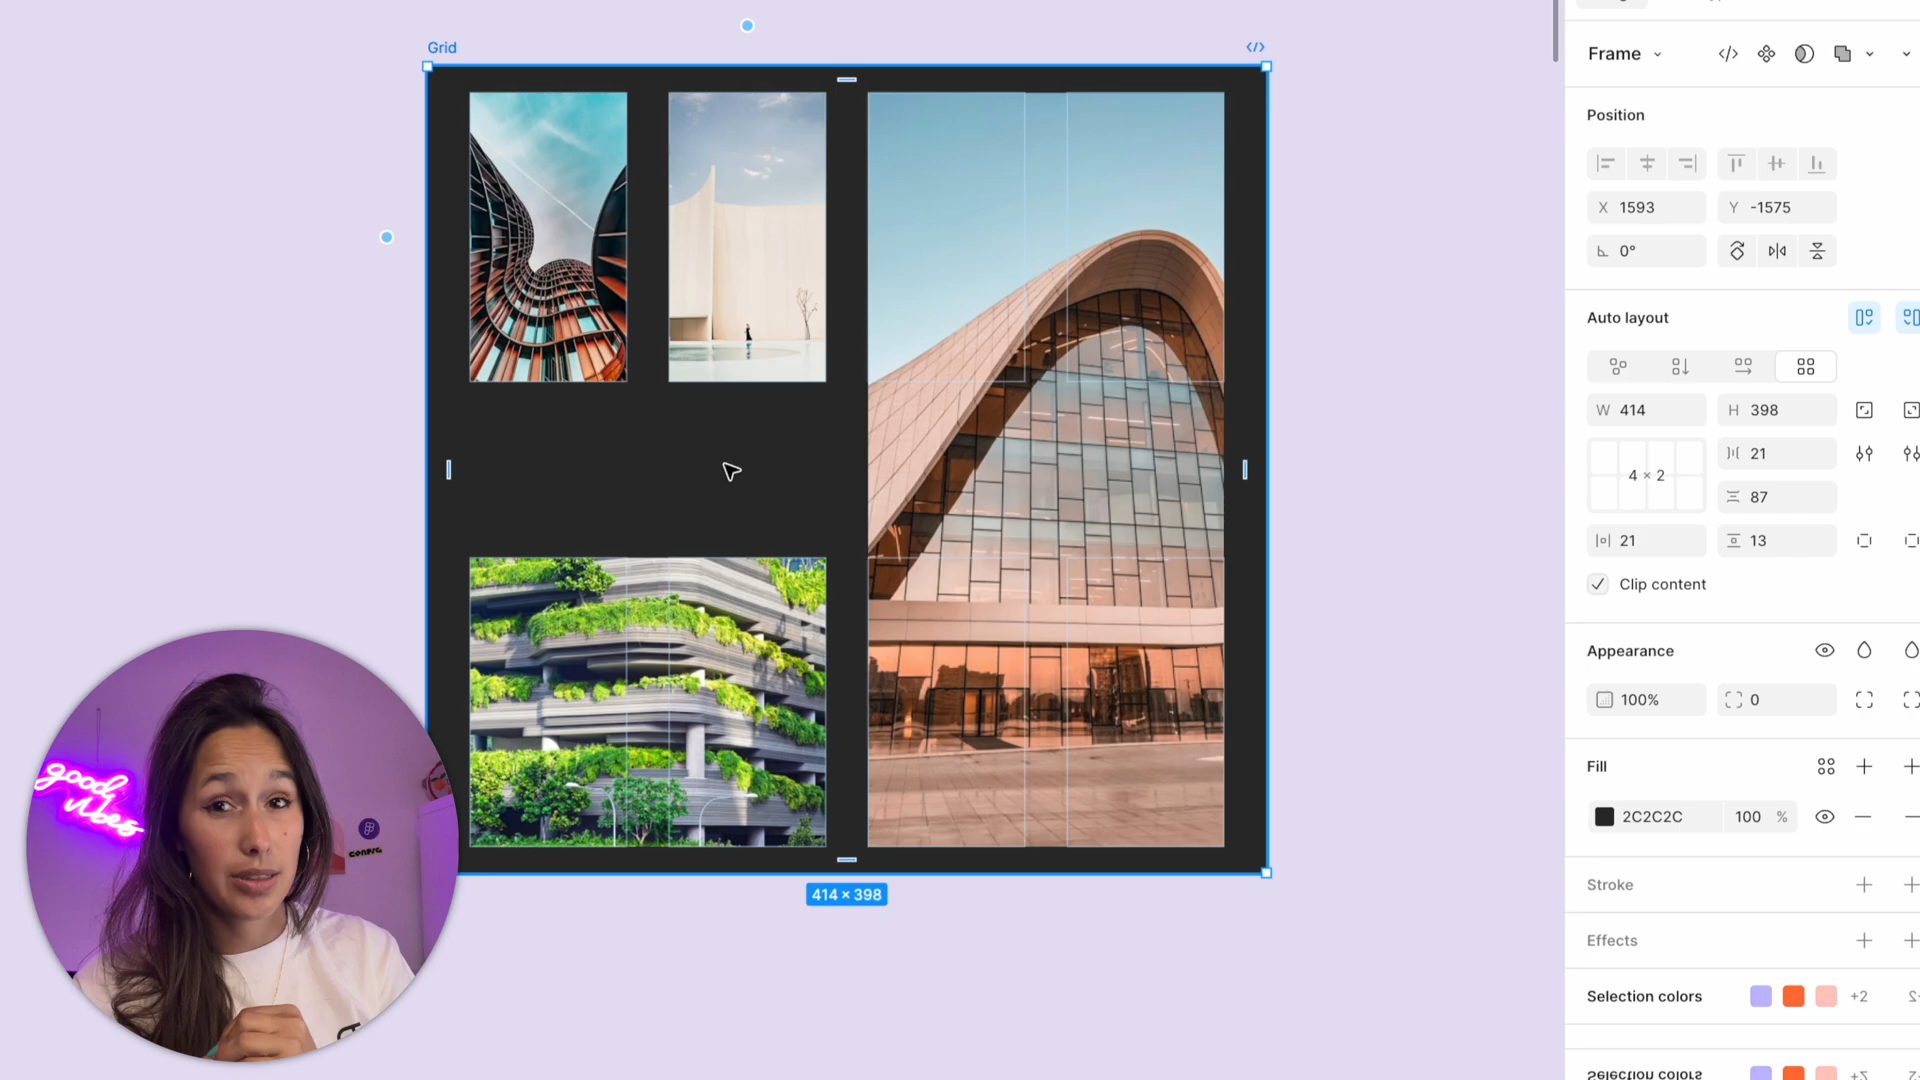 Grid
Frame
Position
X 1593
Y -1575
0°
Auto layout
W 414
H 398
21
4 × 2
87
21
13
Clip content
Appearance
100%
0
Fill
2C2C2C
100 %
Stroke
Effects
Selection colors
+2
414 × 398
good
vibes
CONFIG